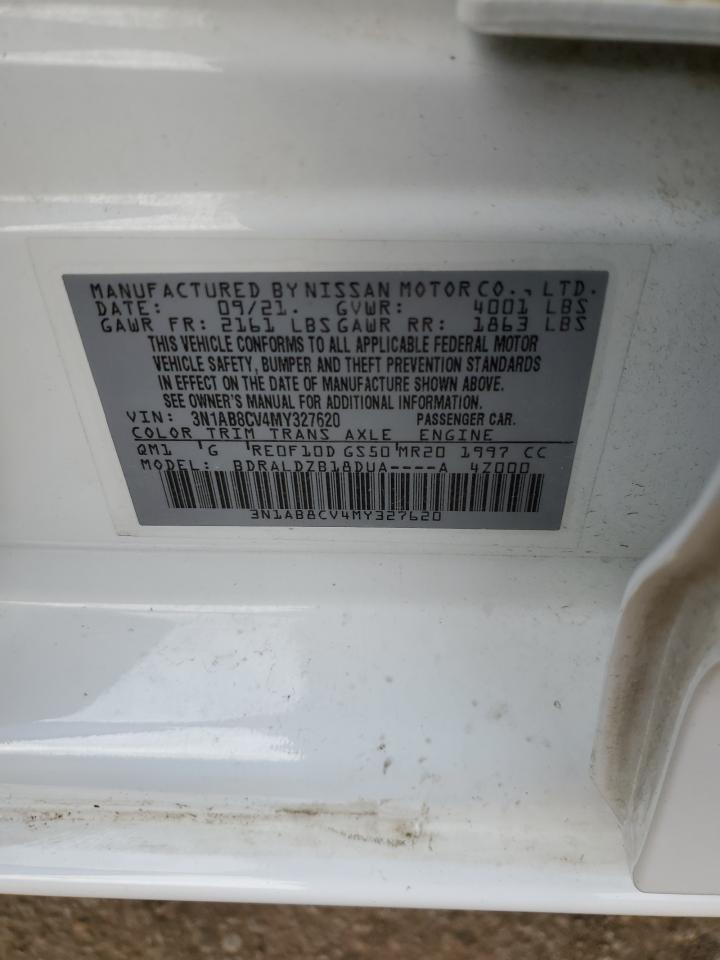 MANUFACTURED BY NISSAN MOTOR CO., LTD.
DATE: 09/21. GVWR: 4001 LBS
GAWR FR: 2161 LBS GAWR RR: 1863 LBS
THIS VEHICLE CONFORMS TO ALL APPLICABLE FEDERAL MOTOR
VEHICLE SAFETY, BUMPER AND THEFT PREVENTION STANDARDS
IN EFFECT ON THE DATE OF MANUFACTURE SHOWN ABOVE.
SEE OWNER'S MANUAL FOR ADDITIONAL INFORMATION.
VIN: 3N1AB8CV4MY327620 PASSENGER CAR.
COLOR TRIM TRANS AXLE ENGINE
QM1 G RE0F10D GS50 MR20 1997 CC
MODEL: BDRALDZB18DUA----A 4Z000
3N1AB8CV4MY327620